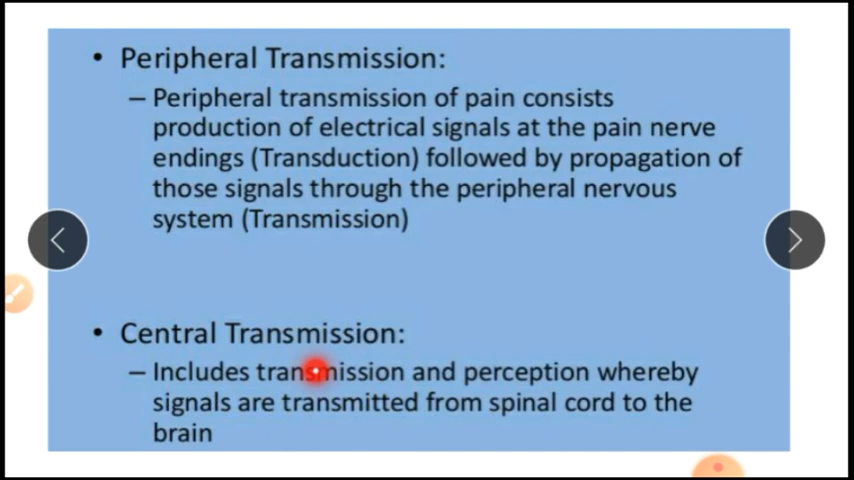 • Peripheral Transmission:
– Peripheral transmission of pain consists
production of electrical signals at the pain nerve
endings (Transduction) followed by propagation of
those signals through the peripheral nervous
system (Transmission)
• Central Transmission:
– Includes transmission and perception whereby
signals are transmitted from spinal cord to the
brain